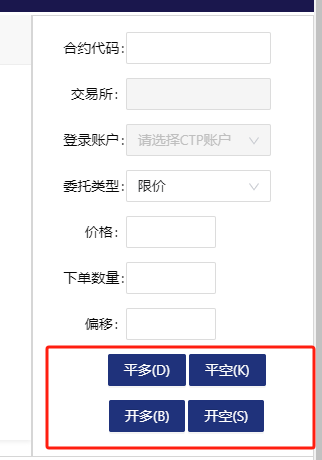 合约代码:
交易所:
登录账户: 请选择CTP账户
委托类型: 限价
价格:
下单数量:
偏移:
平多(D) 平空(K)
开多(B) 开空(S)